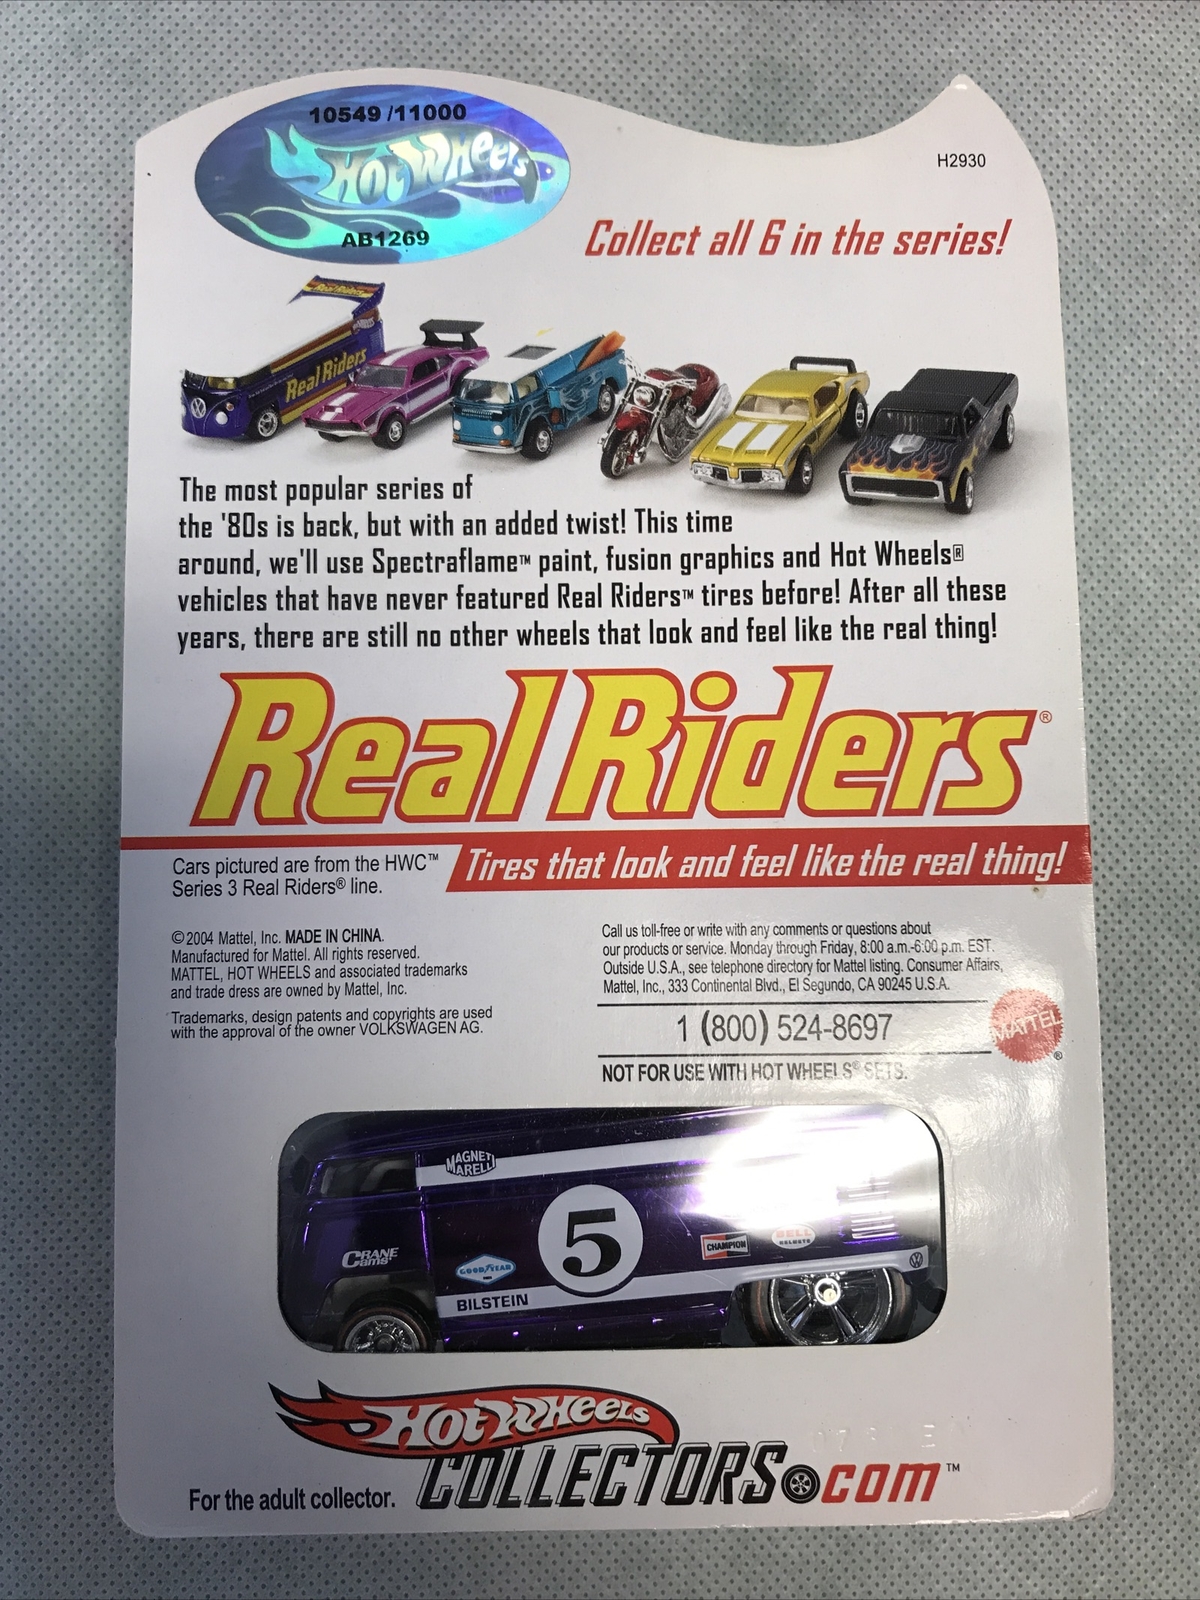 10549 /11000
Hot Wheels
AB1269
H2930
Collect all 6 in the series!
Real Riders
Real Riders
The most popular series of
the '80s is back, but with an added twist! This time
around, we'll use Spectraflame™ paint, fusion graphics and Hot Wheels®
vehicles that have never featured Real Riders™ tires before! After all these
years, there are still no other wheels that look and feel like the real thing!
Real Riders®
Cars pictured are from the HWC™
Series 3 Real Riders® line.
Tires that look and feel like the real thing!
©2004 Mattel, Inc. MADE IN CHINA.
Manufactured for Mattel. All rights reserved.
MATTEL, HOT WHEELS and associated trademarks
and trade dress are owned by Mattel, Inc.
Trademarks, design patents and copyrights are used
with the approval of the owner VOLKSWAGEN AG.
Call us toll-free or write with any comments or questions about
our products or service. Monday through Friday, 8:00 a.m.-6:00 p.m. EST.
Outside U.S.A., see telephone directory for Mattel listing. Consumer Affairs,
Mattel, Inc., 333 Continental Blvd., El Segundo, CA 90245 U.S.A.
1 (800) 524-8697
MATTEL®
NOT FOR USE WITH HOT WHEELS® SETS.
MAGNETI
MARELLI
5
CRANE
Cams
GOOD YEAR
BILSTEIN
CHAMPION
BELL
HELMETS
Hot Wheels
COLLECTORS.com™
For the adult collector.